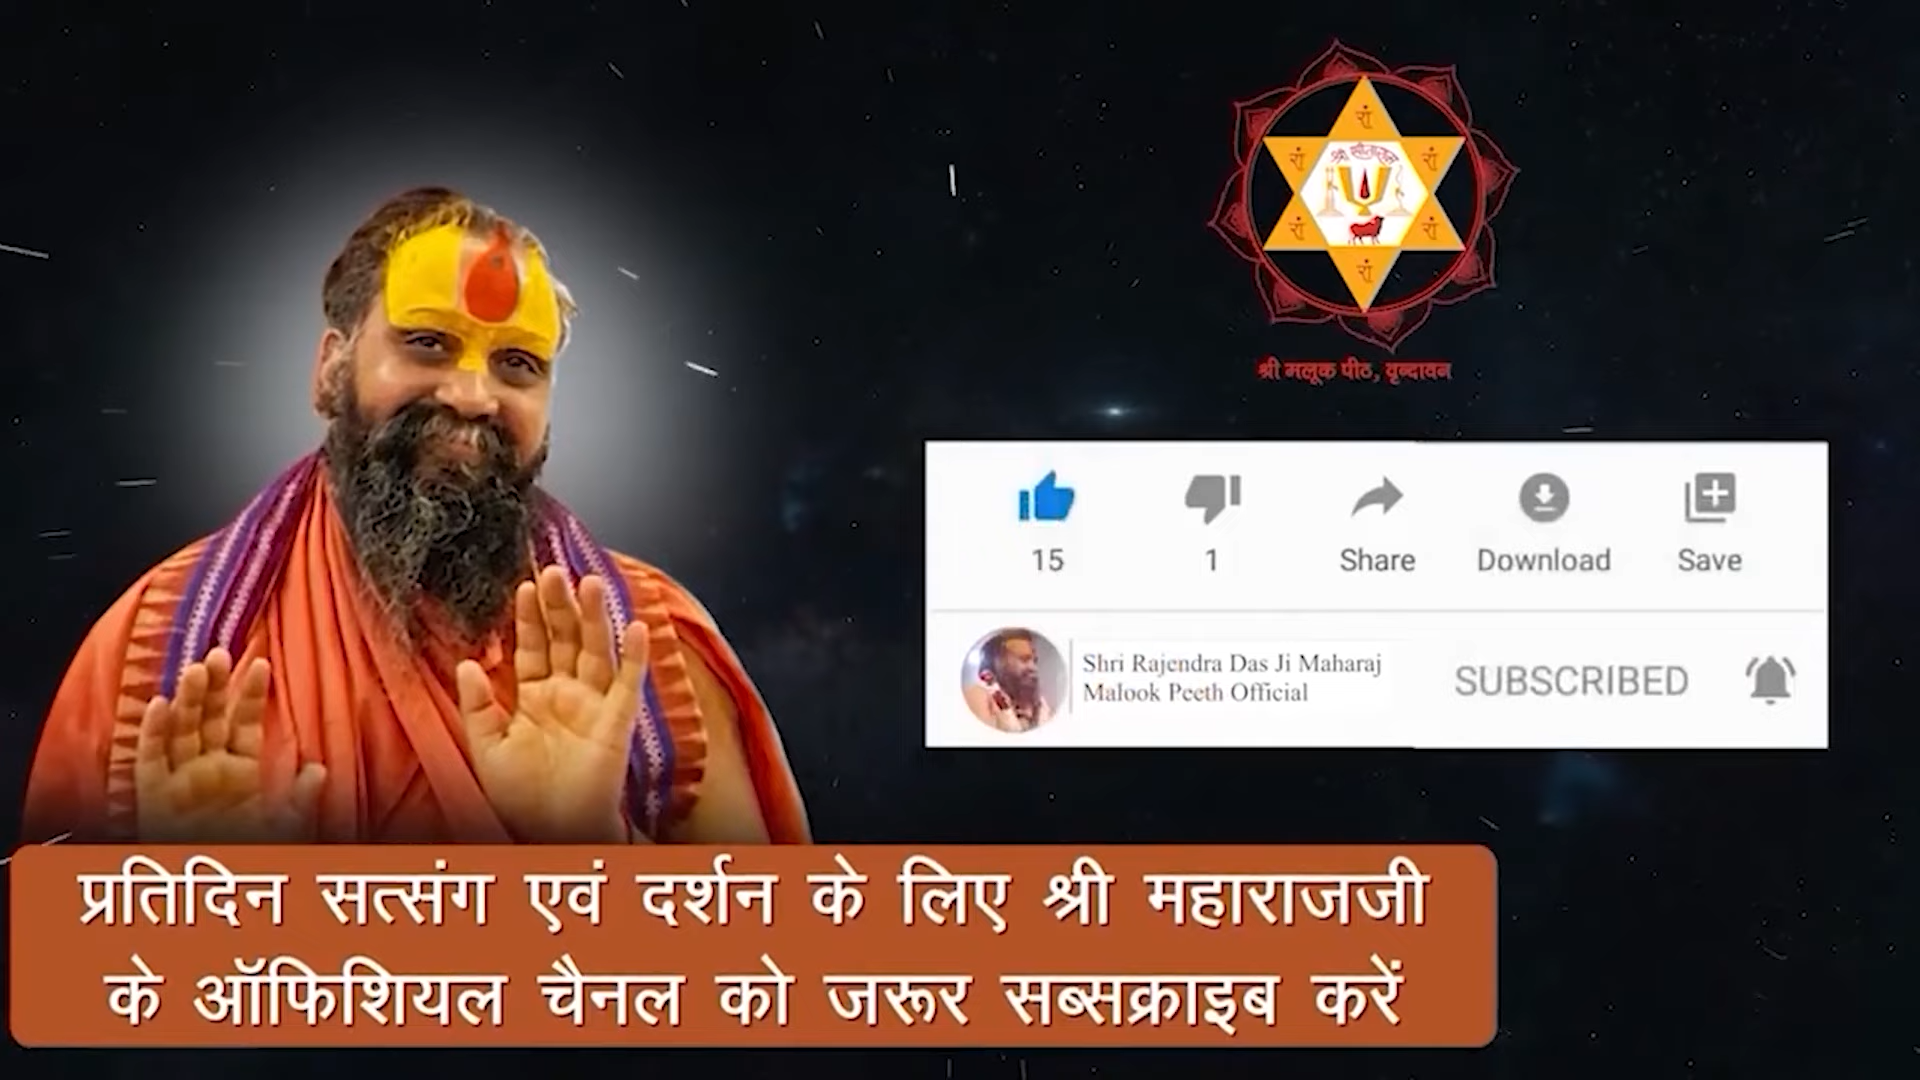 रां
रां
रां
श्री सीताराम
रां
रां
रां
श्री मलूक पीठ, वृन्दावन
15
1
Share
Download
Save
Shri Rajendra Das Ji Maharaj
Malook Peeth Official
SUBSCRIBED
प्रतिदिन सत्संग एवं दर्शन के लिए श्री महाराजजी
के ऑफिशियल चैनल को जरूर सब्सक्राइब करें